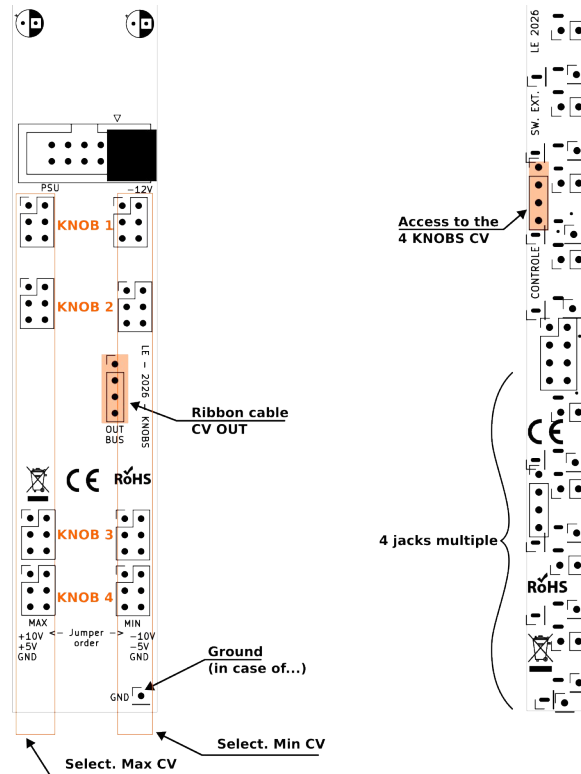 PSU
-12V
KNOB 1
KNOB 2
LE - 2026 - KNOBS
OUT
BUS
Ribbon cable
CV OUT
CE
RoHS
KNOB 3
KNOB 4
MAX
MIN
+10V
+5V
GND
<- Jumper ->
order
-10V
-5V
GND
GND
Ground
(in case of...)
Select. Min CV
Select. Max CV
LE 2026
SW. EXT.
Access to the
4 KNOBS CV
CONTROLE
CE
4 jacks multiple
RoHS